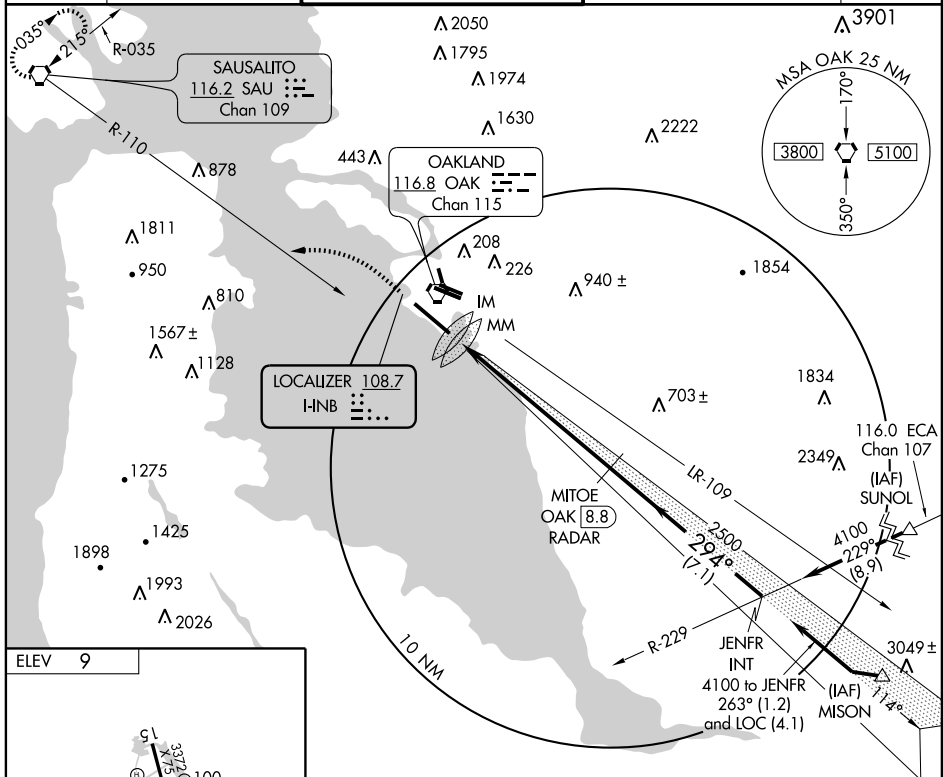 035°
215°
R-035
SAUSALITO
116.2 SAU
Chan 109
R-110
2050
1795
1974
1630
443
2222
3901
MSA OAK 25 NM
170°
3800
5100
350°
878
OAKLAND
116.8 OAK
Chan 115
1811
950
810
1567 ±
1128
208
226
940 ±
1854
IM
MM
LOCALIZER 108.7
I-INB
703 ±
1834
2349
116.0 ECA
Chan 107
(IAF)
SUNOL
LR-109
1275
1425
1898
1993
2026
MITOE
OAK 8.8
RADAR
2500
294°
(7.1)
4100
229°
(8.9)
R-229
JENFR
INT
4100 to JENFR
263° (1.2)
and LOC (4.1)
(IAF)
MISON
3049 ±
114°
10 NM
ELEV 9
15
3372
X 75
H
100